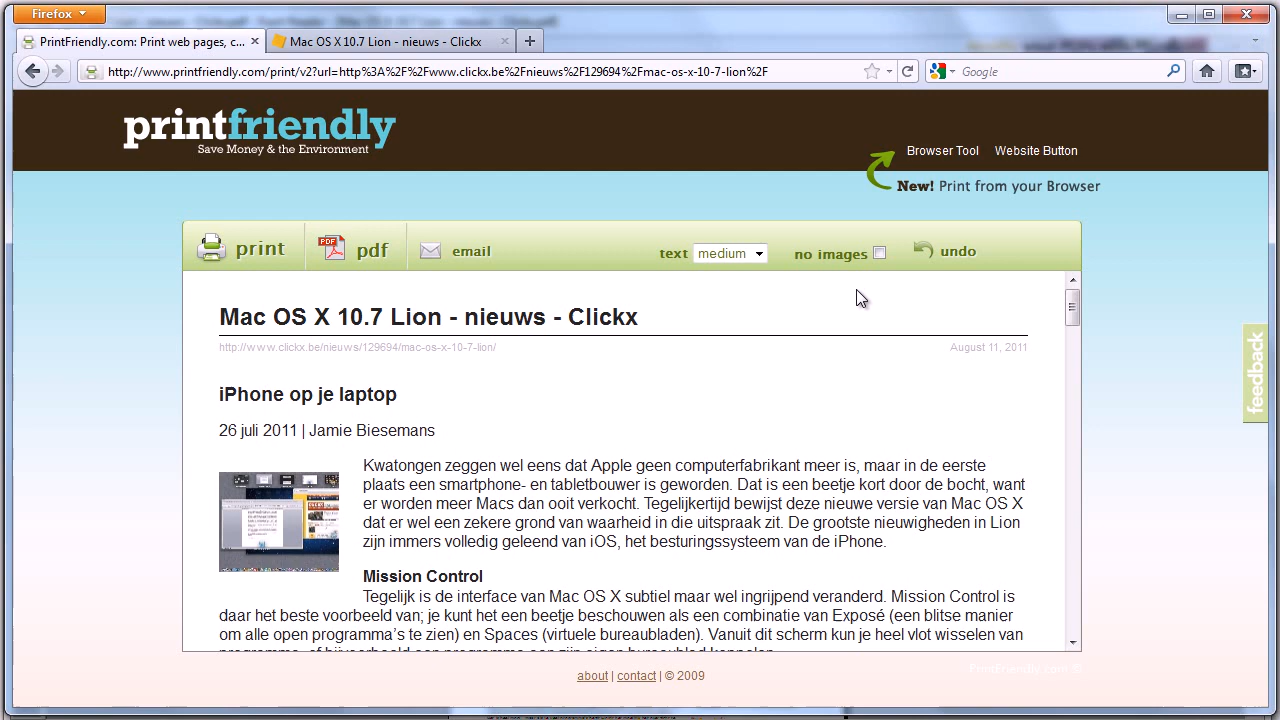 Firefox
PrintFriendly.com: Print web pages, c...
Mac OS X 10.7 Lion - nieuws - Clickx
http://www.printfriendly.com/print/v2?url=http%3A%2F%2Fwww.clickx.be%2Fnieuws%2F129694%2Fmac-os-x-10-7-lion%2F
Google
printfriendly
Save Money & the Environment
Browser Tool Website Button
New! Print from your Browser
print pdf email text medium no images undo
Mac OS X 10.7 Lion - nieuws - Clickx
http://www.clickx.be/nieuws/129694/mac-os-x-10-7-lion/ August 11, 2011
iPhone op je laptop
26 juli 2011 | Jamie Biesemans
Kwatongen zeggen wel eens dat Apple geen computerfabrikant meer is, maar in de eerste
plaats een smartphone- en tabletbouwer is geworden. Dat is een beetje kort door de bocht, want
er worden meer Macs dan ooit verkocht. Tegelijkertijd bewijst deze nieuwe versie van Mac OS X
dat er wel een zekere grond van waarheid in die uitspraak zit. De grootste nieuwigheden in Lion
zijn immers volledig geleend van iOS, het besturingssysteem van de iPhone.
Mission Control
Tegelijk is de interface van Mac OS X subtiel maar wel ingrijpend veranderd. Mission Control is
daar het beste voorbeeld van; je kunt het een beetje beschouwen als een combinatie van Exposé (een blitse manier
om alle open programma's te zien) en Spaces (virtuele bureaubladen). Vanuit dit scherm kun je heel vlot wisselen van
feedback
PrintFriendly.com ©
about | contact | © 2009